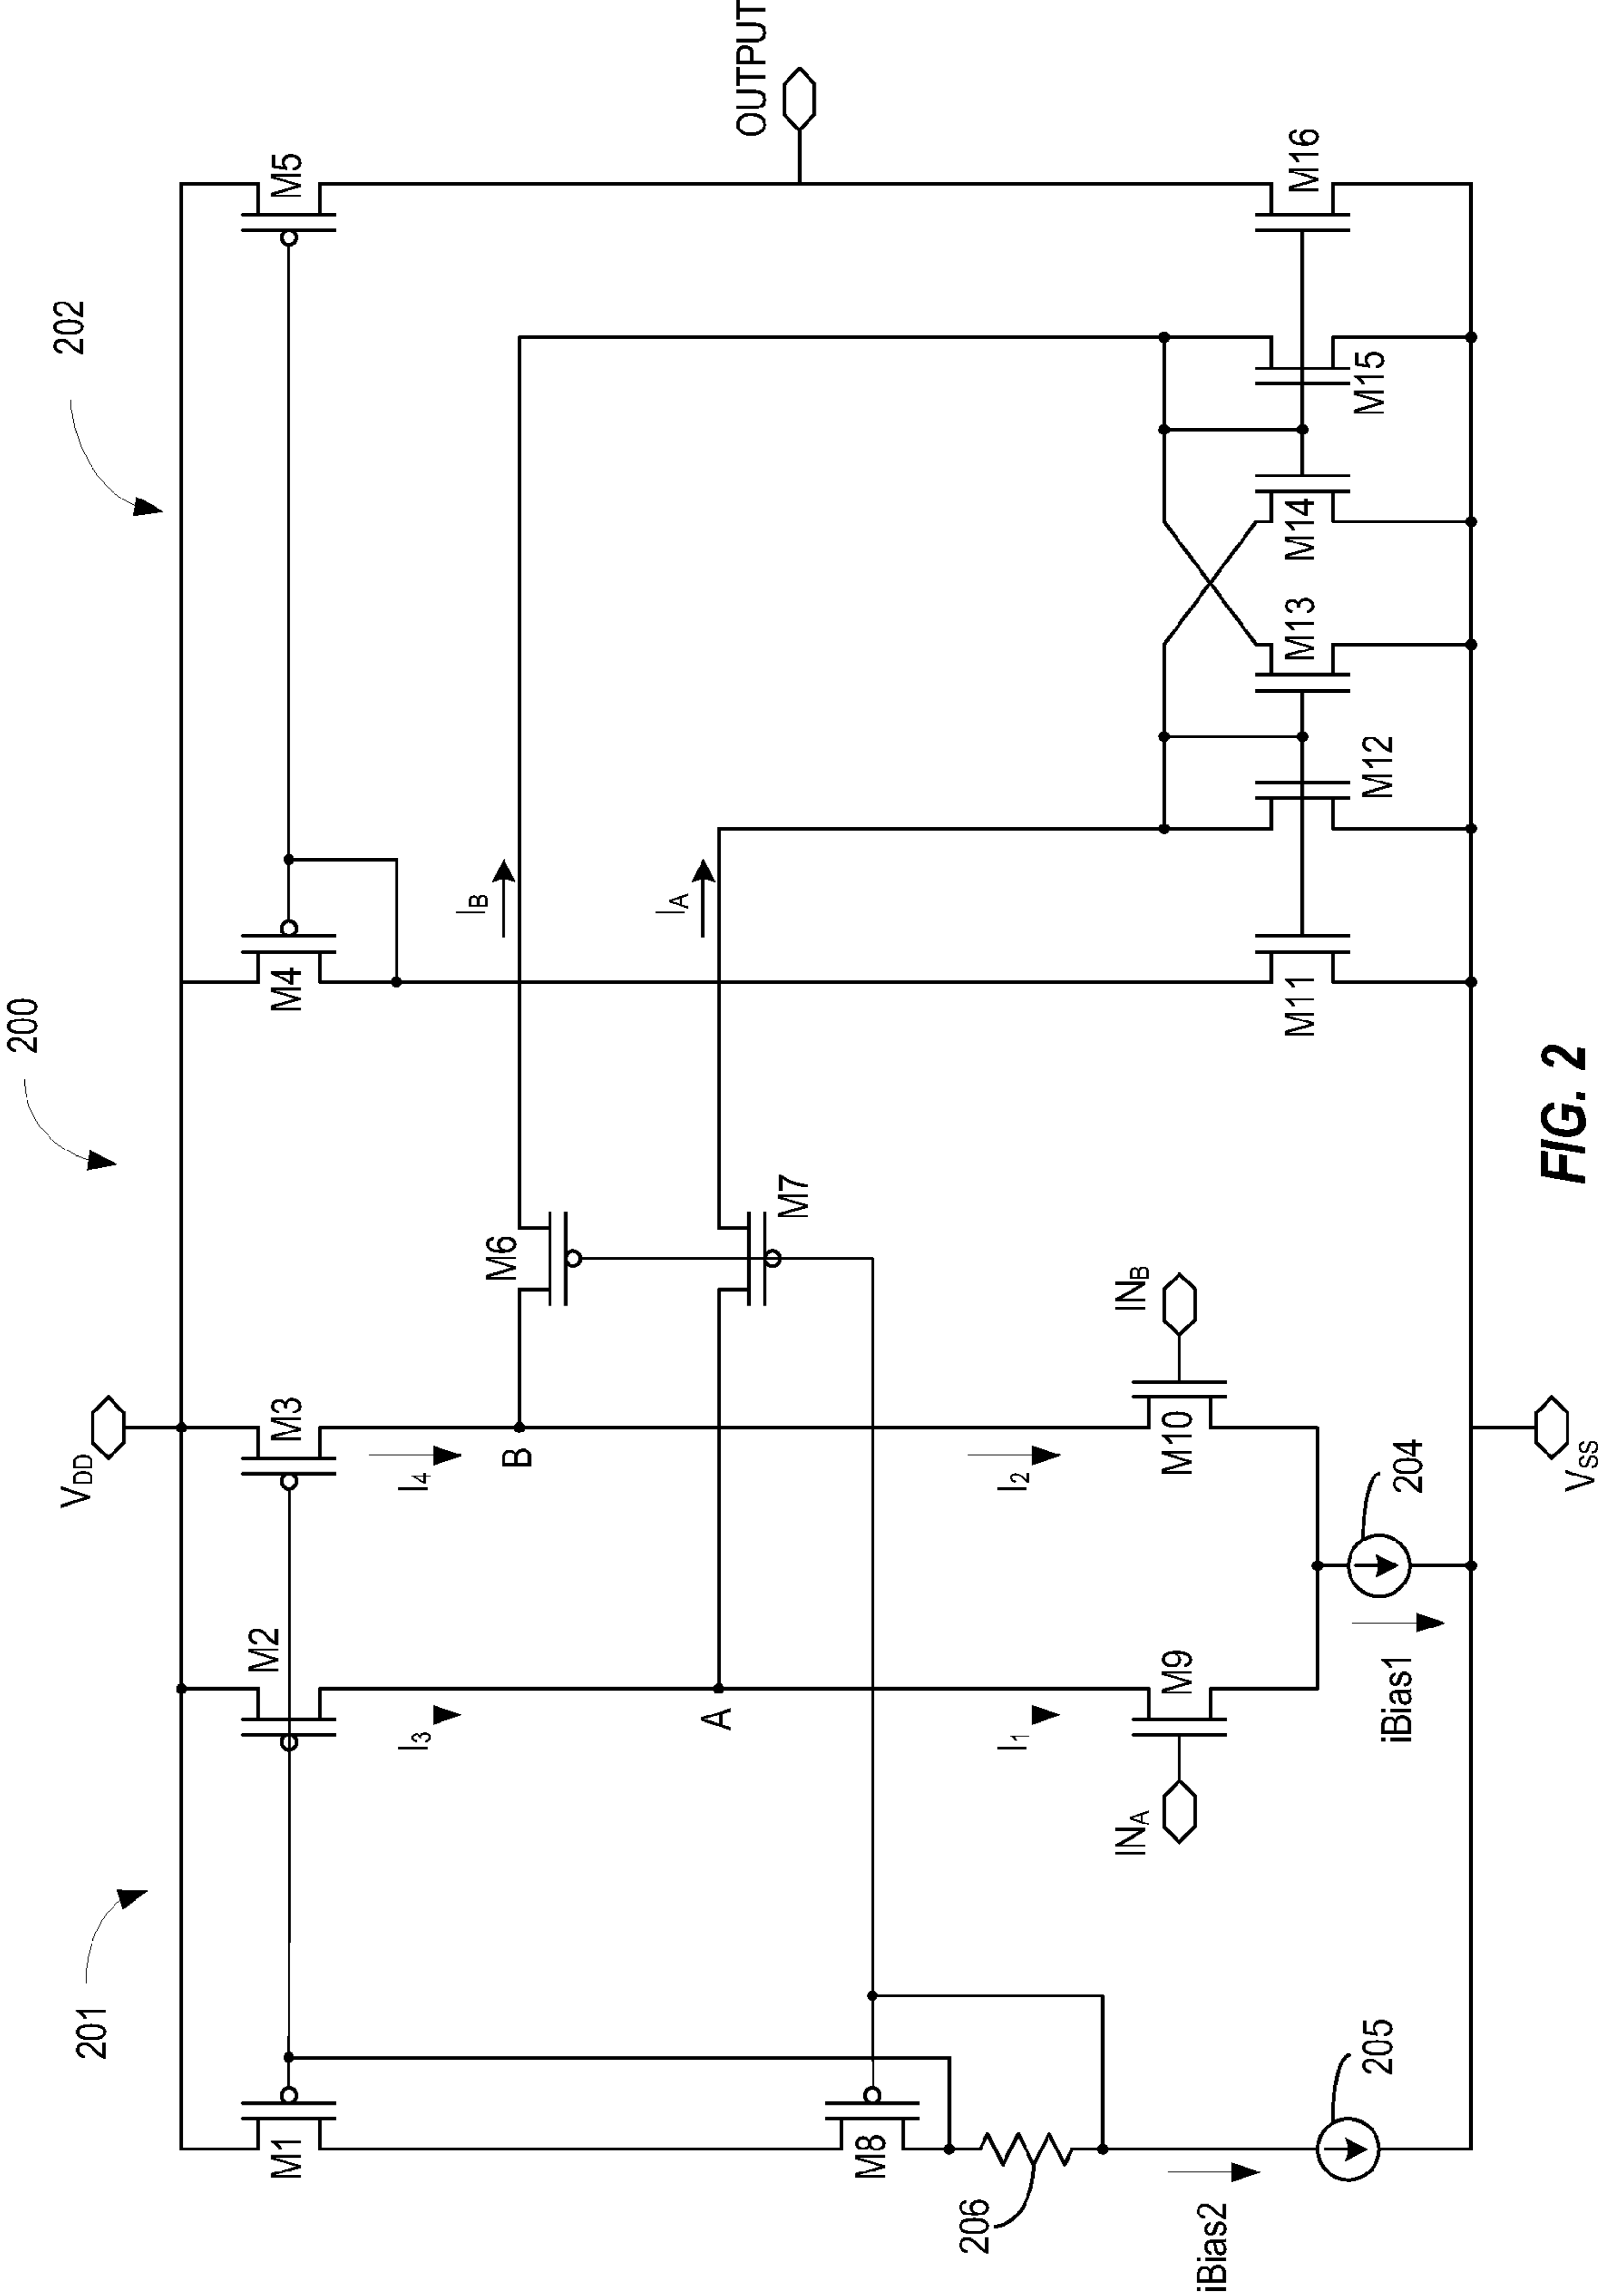 200
201
202
V_DD
M1
M2
M3
M4
M5
I_3
I_4
I_B
I_A
A
B
M6
M7
OUTPUT
M8
206
I_1
I_2
IN_A
IN_B
M9
M10
M11
M12
M13
M14
M15
M16
iBias2
205
iBias1
204
V_SS
FIG. 2